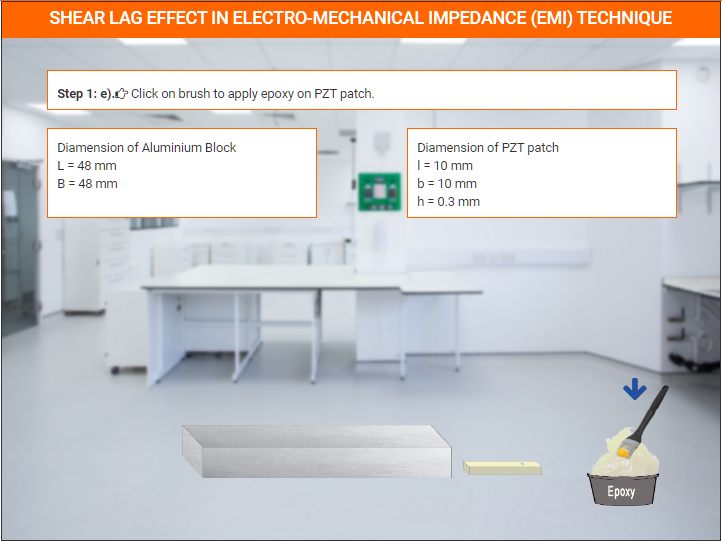 SHEAR LAG EFFECT IN ELECTRO-MECHANICAL IMPEDANCE (EMI) TECHNIQUE
Step 1: e). Click on brush to apply epoxy on PZT patch.
Diamension of Aluminium Block
L = 48 mm
B = 48 mm
Diamension of PZT patch
l = 10 mm
b = 10 mm
h = 0.3 mm
Epoxy